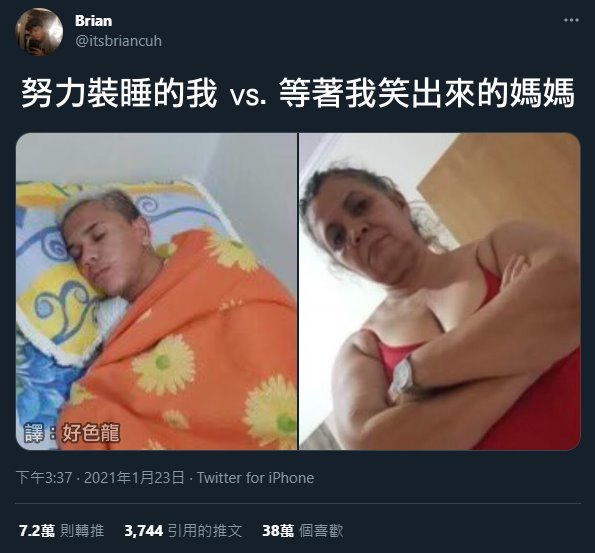 Brian
@itsbriancuh
努力裝睡的我 vs. 等著我笑出來的媽媽
譯：好色龍
下午3:37 · 2021年1月23日 · Twitter for iPhone
7.2萬 則轉推 3,744 引用的推文 38萬 個喜歡